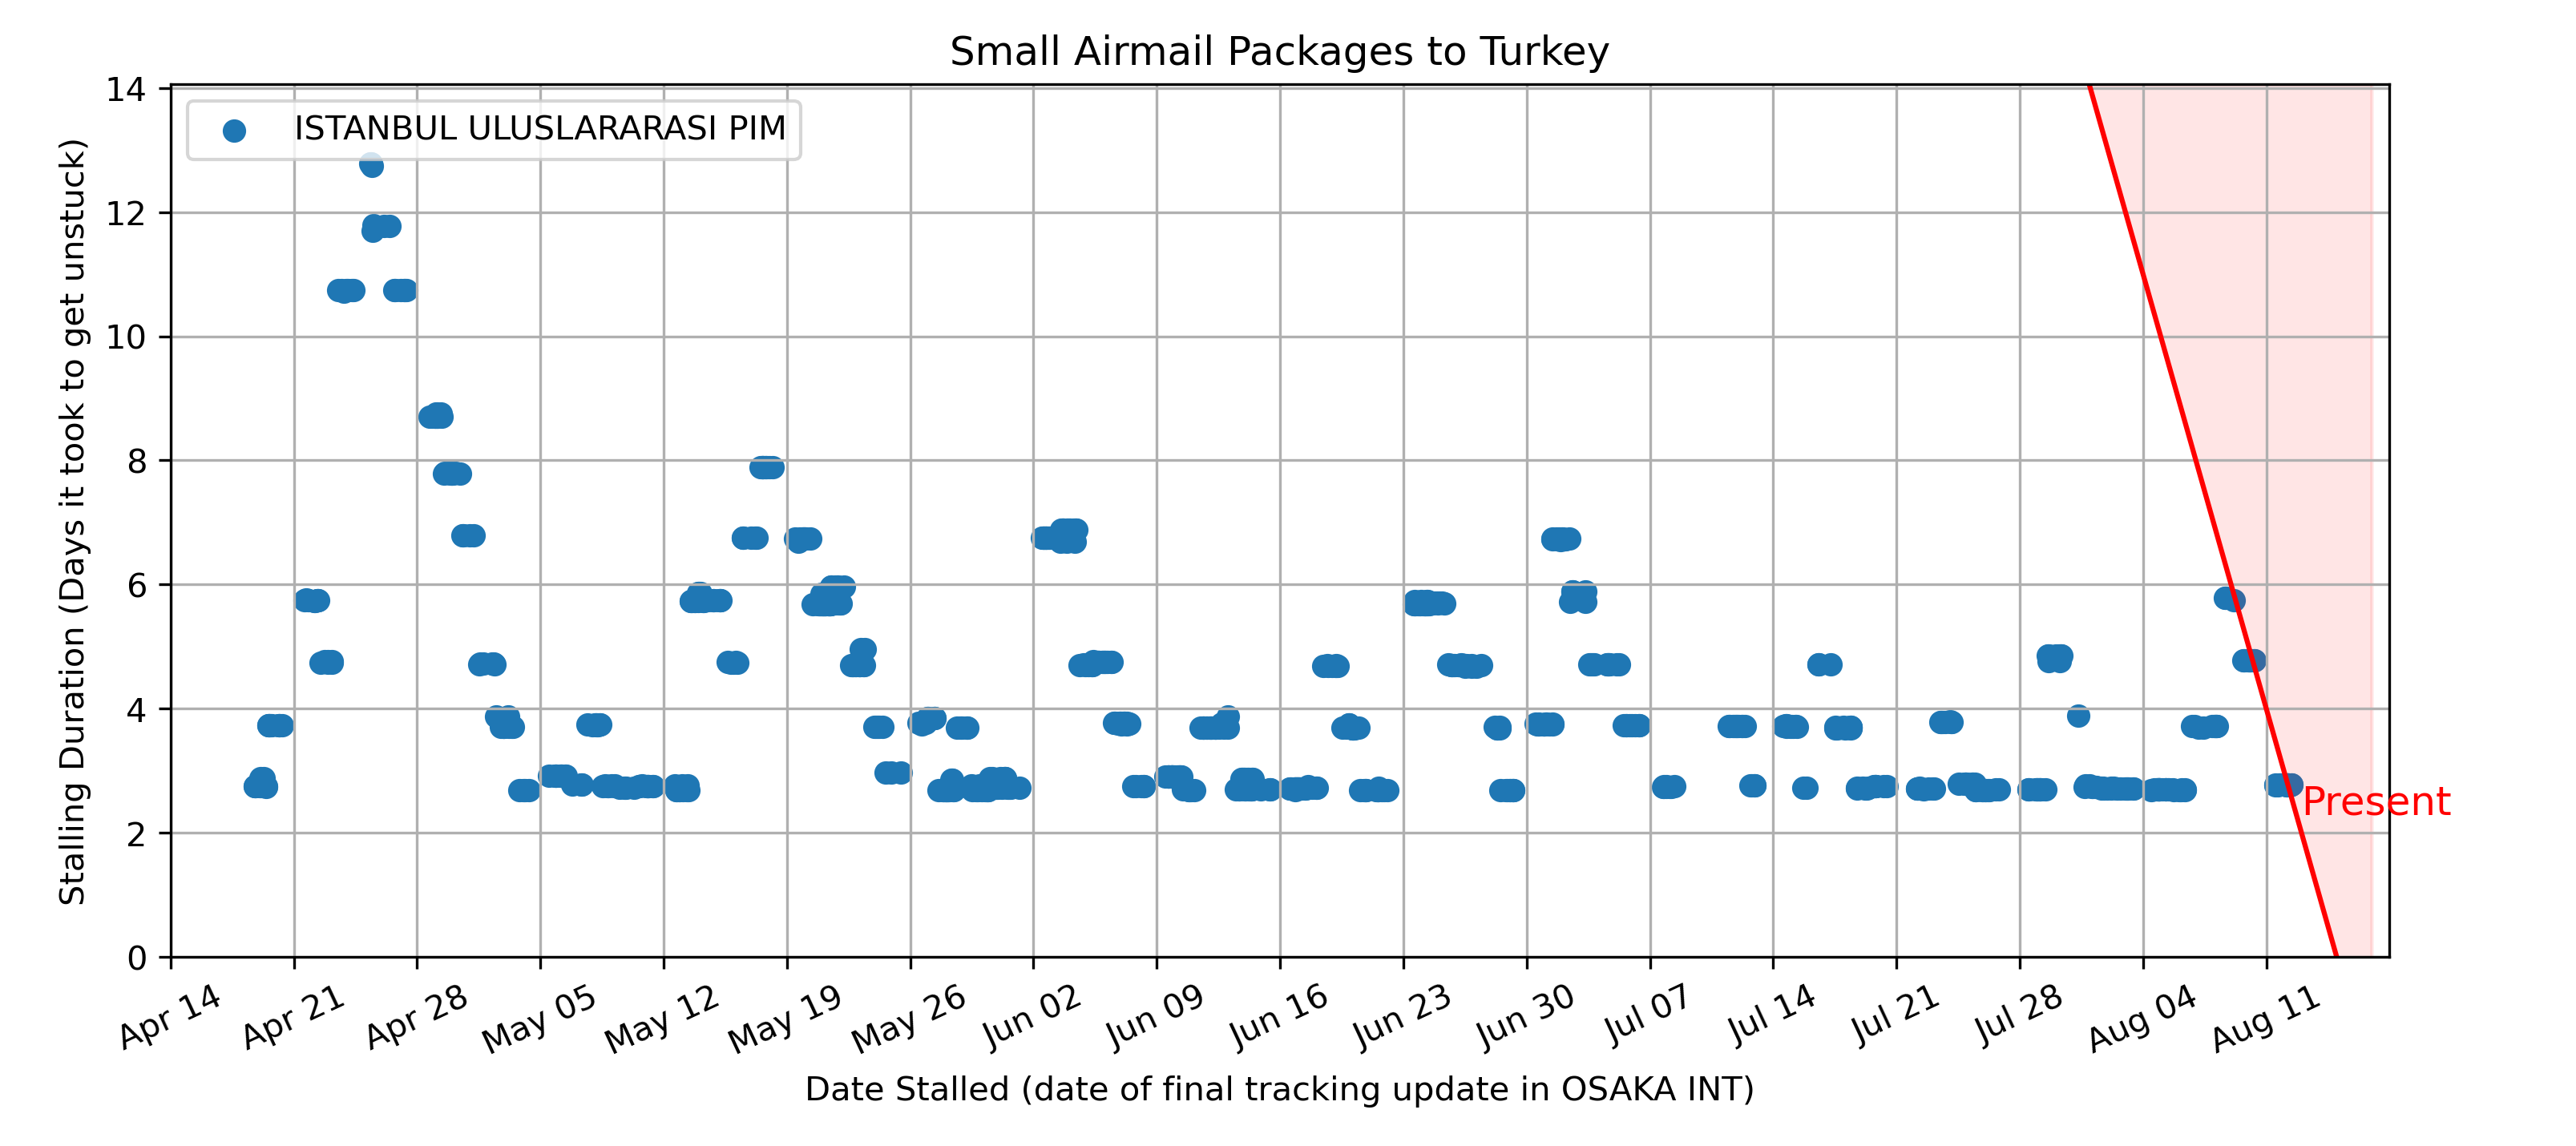 Small Airmail Packages to Turkey
ISTANBUL ULUSLARARASI PIM
Stalling Duration (Days it took to get unstuck)
14
12
10
8
6
4
2
0
Present
Apr 14
Apr 21
Apr 28
May 05
May 12
May 19
May 26
Jun 02
Jun 09
Jun 16
Jun 23
Jun 30
Jul 07
Jul 14
Jul 21
Jul 28
Aug 04
Aug 11
Date Stalled (date of final tracking update in OSAKA INT)